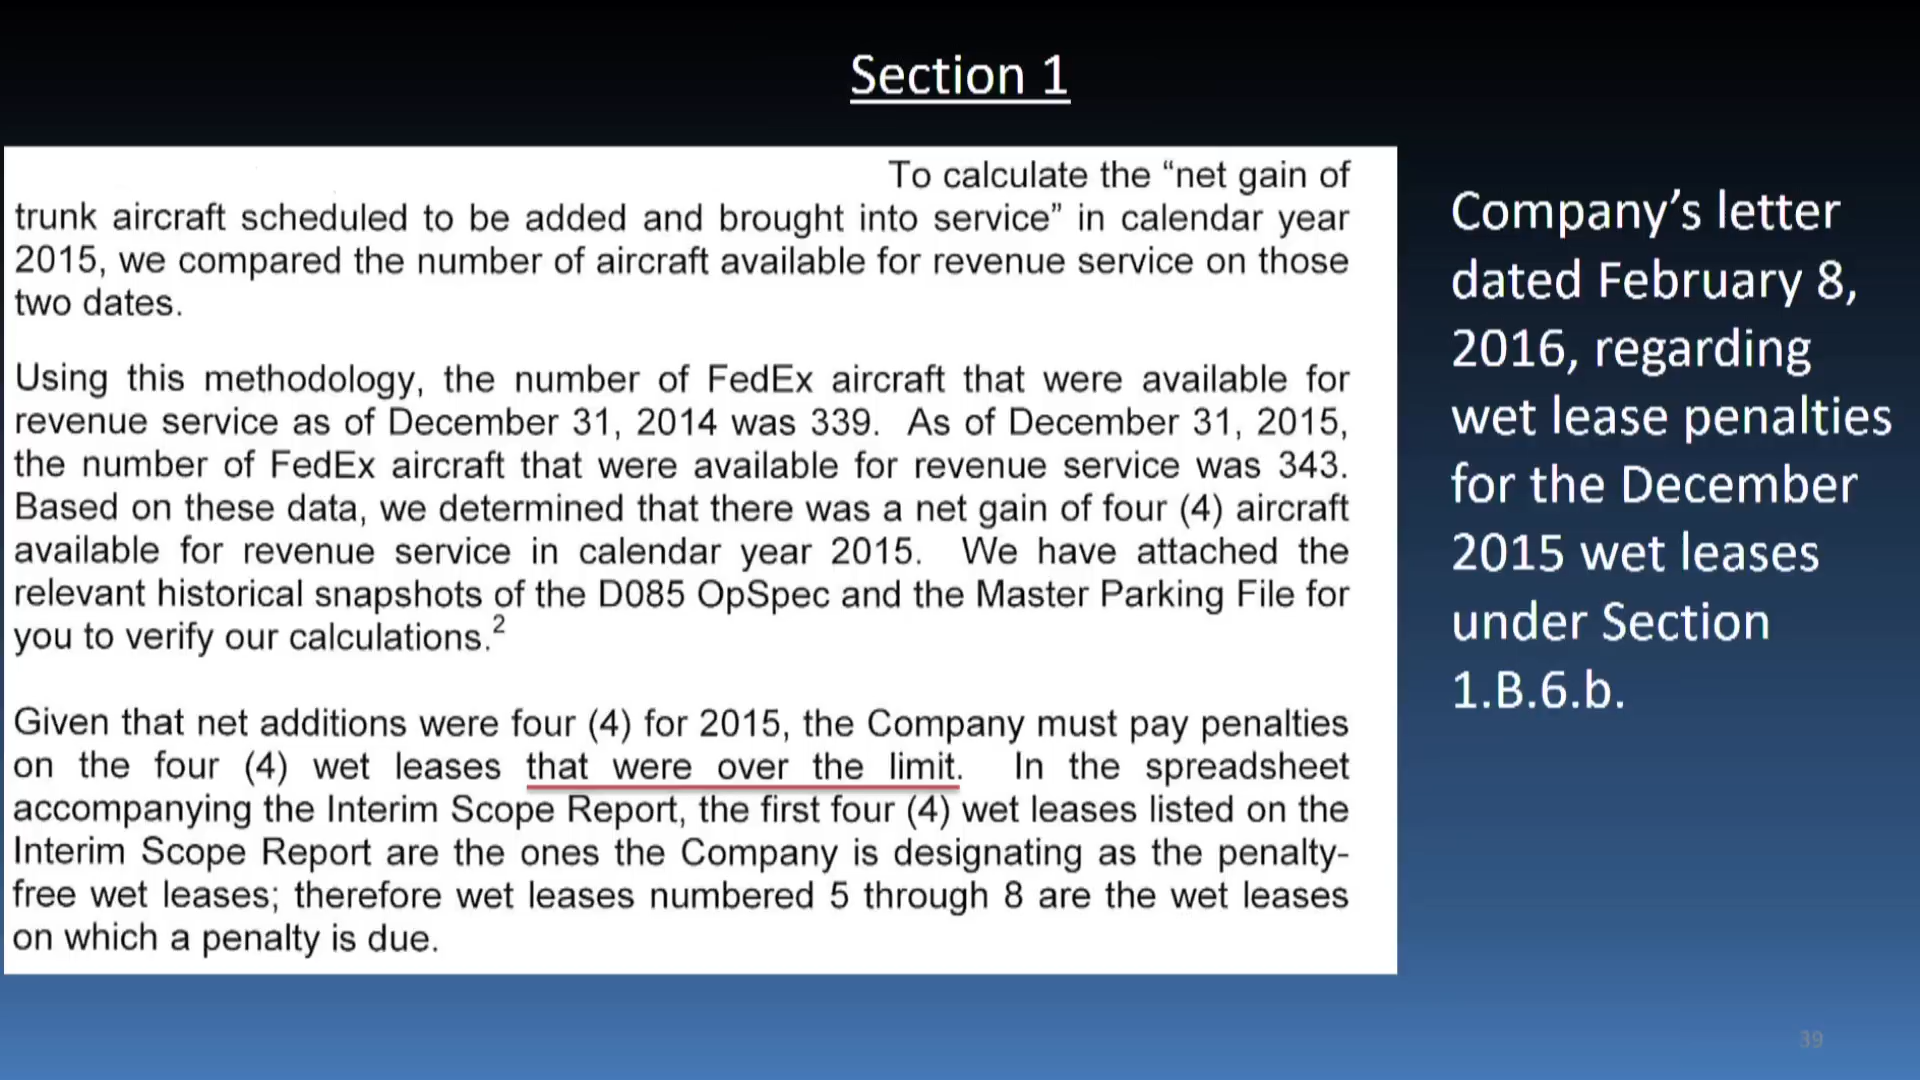 Section 1
To calculate the “net gain of
trunk aircraft scheduled to be added and brought into service” in calendar year
2015, we compared the number of aircraft available for revenue service on those
two dates.
Using this methodology, the number of FedEx aircraft that were available for
revenue service as of December 31, 2014 was 339. As of December 31, 2015,
the number of FedEx aircraft that were available for revenue service was 343.
Based on these data, we determined that there was a net gain of four (4) aircraft
available for revenue service in calendar year 2015. We have attached the
relevant historical snapshots of the D085 OpSpec and the Master Parking File for
you to verify our calculations.2
Given that net additions were four (4) for 2015, the Company must pay penalties
on the four (4) wet leases that were over the limit. In the spreadsheet
accompanying the Interim Scope Report, the first four (4) wet leases listed on the
Interim Scope Report are the ones the Company is designating as the penalty-
free wet leases; therefore wet leases numbered 5 through 8 are the wet leases
on which a penalty is due.
Company’s letter
dated February 8,
2016, regarding
wet lease penalties
for the December
2015 wet leases
under Section
1.B.6.b.
39